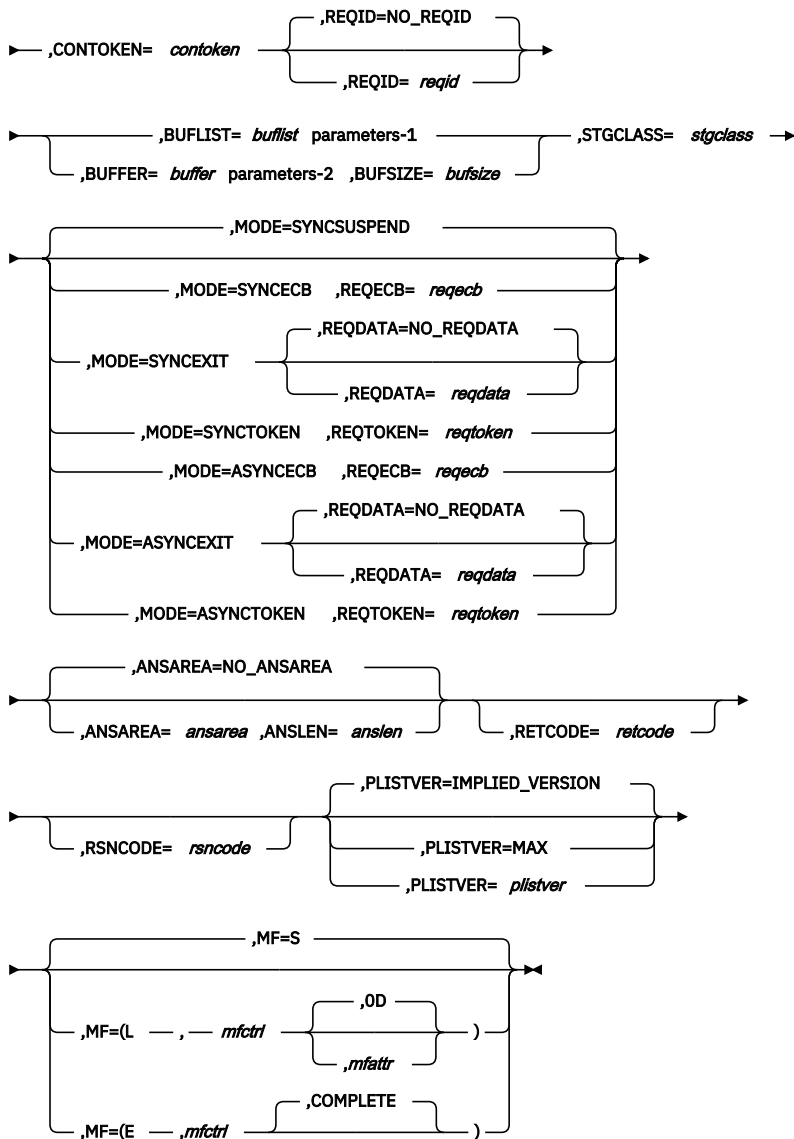 ,REQID=NO_REQID
,CONTOKEN= contoken
,REQID= reqid
,BUFLIST= buflist parameters-1
,STGCLASS= stgclass
,BUFFER= buffer parameters-2 ,BUFSIZE= bufsize
,MODE=SYNCSUSPEND
,MODE=SYNCECB ,REQECB= reqecb
,REQDATA=NO_REQDATA
,MODE=SYNCEXIT
,REQDATA= reqdata
,MODE=SYNCTOKEN ,REQTOKEN= reqtoken
,MODE=ASYNCECB ,REQECB= reqecb
,REQDATA=NO_REQDATA
,MODE=ASYNCEXIT
,REQDATA= reqdata
,MODE=ASYNCTOKEN ,REQTOKEN= reqtoken
,ANSAREA=NO_ANSAREA
,ANSAREA= ansarea ,ANSLEN= anslen
,RETCODE= retcode
,PLISTVER=IMPLIED_VERSION
,RSNCODE= rsncode
,PLISTVER=MAX
,PLISTVER= plistver
,MF=S
,0D
,MF=(L , mfctrl )
,mfattr
,COMPLETE
,MF=(E ,mfctrl )